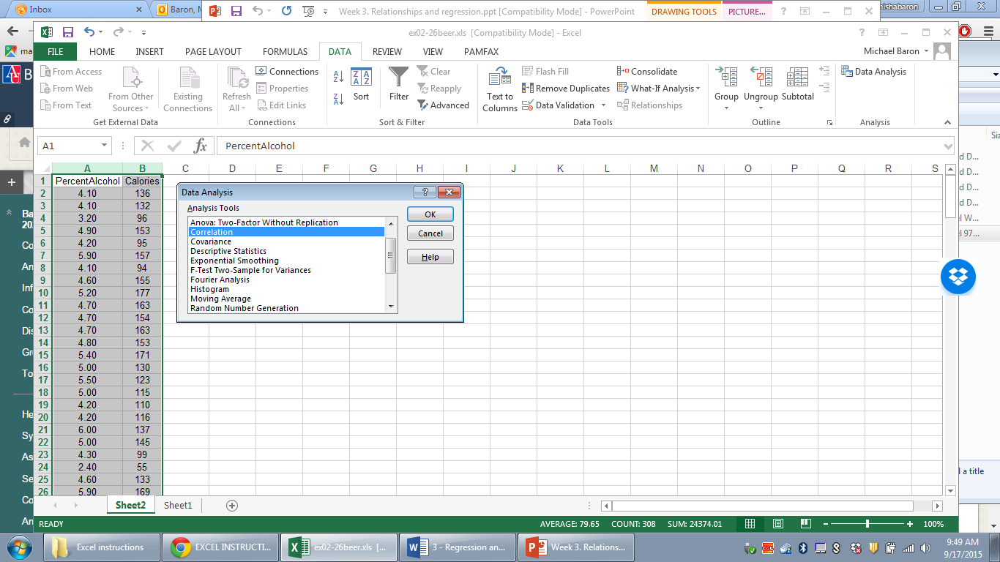 Inbox
Baron, M
Week 3. Relationships and regression.ppt [Compatibility Mode] - PowerPoint
DRAWING TOOLS
PICTURE...
nishabaron
ex02-26beer.xls [Compatibility Mode] - Excel
FILE
HOME
INSERT
PAGE LAYOUT
FORMULAS
DATA
REVIEW
VIEW
PAMFAX
Michael Baron
From Access
From Web
From Text
From Other
Sources
Get External Data
Existing
Connections
Refresh
All
Connections
Properties
Edit Links
Connections
Sort
Filter
Clear
Reapply
Advanced
Sort & Filter
Text to
Columns
Flash Fill
Remove Duplicates
Data Validation
Consolidate
What-If Analysis
Relationships
Data Tools
Group
Ungroup
Subtotal
Outline
Data Analysis
Analysis
A1
fx
PercentAlcohol
A B C D E F G H I J K L M N O P Q R S
1 PercentAlcohol Calories
2 4.10 136
3 4.10 132
4 3.20 96
5 4.90 153
6 4.20 95
7 5.90 157
8 4.10 94
9 4.60 155
10 5.20 177
11 4.70 163
12 4.70 154
13 4.70 163
14 4.80 153
15 5.40 171
16 5.00 130
17 5.50 123
18 5.00 115
19 4.20 110
20 4.20 116
21 6.00 137
22 5.00 145
23 4.30 99
24 2.40 55
25 4.60 133
26 5.90 169
Data Analysis
Analysis Tools
Anova: Two-Factor Without Replication
Correlation
Covariance
Descriptive Statistics
Exponential Smoothing
F-Test Two-Sample for Variances
Fourier Analysis
Histogram
Moving Average
Random Number Generation
OK
Cancel
Help
Sheet2
Sheet1
READY
AVERAGE: 79.65
COUNT: 308
SUM: 24374.01
100%
Excel instructions
EXCEL INSTRUCTI...
ex02-26beer.xls [...
3 - Regression an...
Week 3. Relations...
9:49 AM
9/17/2015